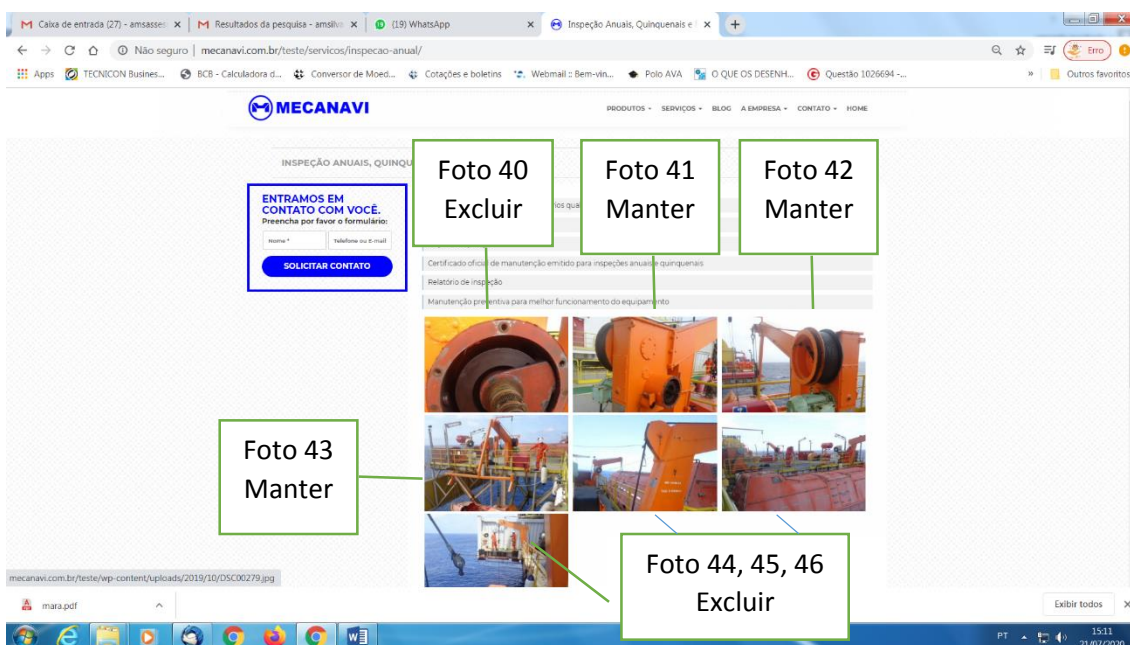 Caixa de entrada (27) - amsasses
Resultados da pesquisa - amsilva
(19) WhatsApp
Inspeção Anuais, Quinquenais e
Não seguro | mecanavi.com.br/teste/servicos/inspecao-anual/
Erro
Apps
TECNICON Busines...
BCB - Calculadora d...
Conversor de Moed...
Cotações e boletins
Webmail :: Bem-vin...
Polo AVA
O QUE OS DESENH...
Questão 1026694 -...
»
Outros favoritos
MECANAVI
PRODUTOS
SERVIÇOS
BLOG
A EMPRESA
CONTATO
HOME
INSPEÇÃO ANUAIS, QUINQU
Foto 40
Excluir
Foto 41
Manter
Foto 42
Manter
ENTRAMOS EM
CONTATO COM VOCÊ.
Preencha por favor o formulário:
Nome *
Telefone ou E-mail
SOLICITAR CONTATO
Certificado oficial de manutenção emitido para inspeções anuais e quinquenais
Relatório de inspeção
Manutenção preventiva para melhor funcionamento do equipamento
Foto 43
Manter
Foto 44, 45, 46
Excluir
mecanavi.com.br/teste/wp-content/uploads/2019/10/DSC00279.jpg
mara.pdf
Exibir todos
PT
15:11
21/07/2020